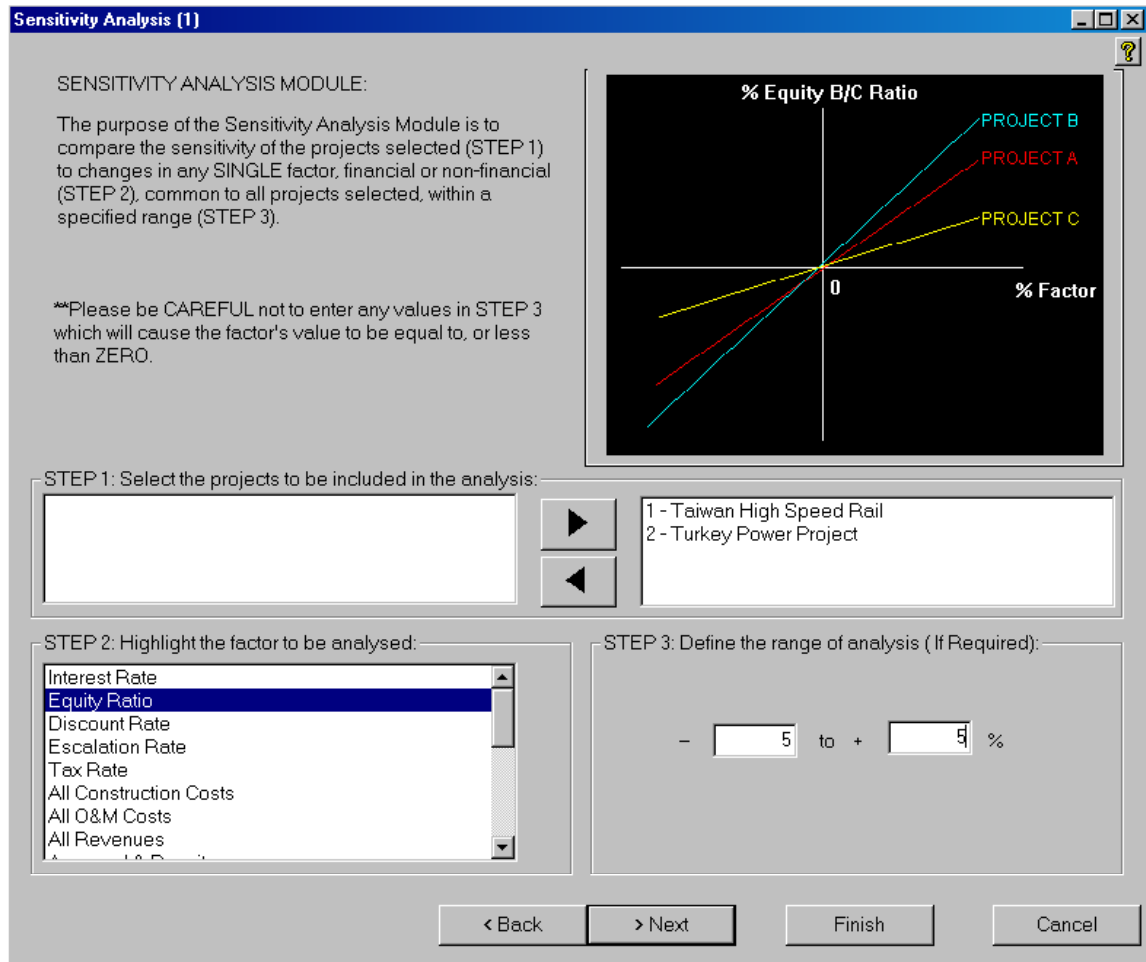 Sensitivity Analysis (1)
SENSITIVITY ANALYSIS MODULE:
The purpose of the Sensitivity Analysis Module is to
compare the sensitivity of the projects selected (STEP 1)
to changes in any SINGLE factor, financial or non-financial
(STEP 2), common to all projects selected, within a
specified range (STEP 3).
**Please be CAREFUL not to enter any values in STEP 3
which will cause the factor's value to be equal to, or less
than ZERO.
% Equity B/C Ratio
PROJECT B
PROJECT A
PROJECT C
0
% Factor
STEP 1: Select the projects to be included in the analysis:
1 - Taiwan High Speed Rail
2 - Turkey Power Project
STEP 2: Highlight the factor to be analysed:
Interest Rate
Equity Ratio
Discount Rate
Escalation Rate
Tax Rate
All Construction Costs
All O&M Costs
All Revenues
STEP 3: Define the range of analysis ( If Required):
– 5 to + 5 %
< Back
> Next
Finish
Cancel